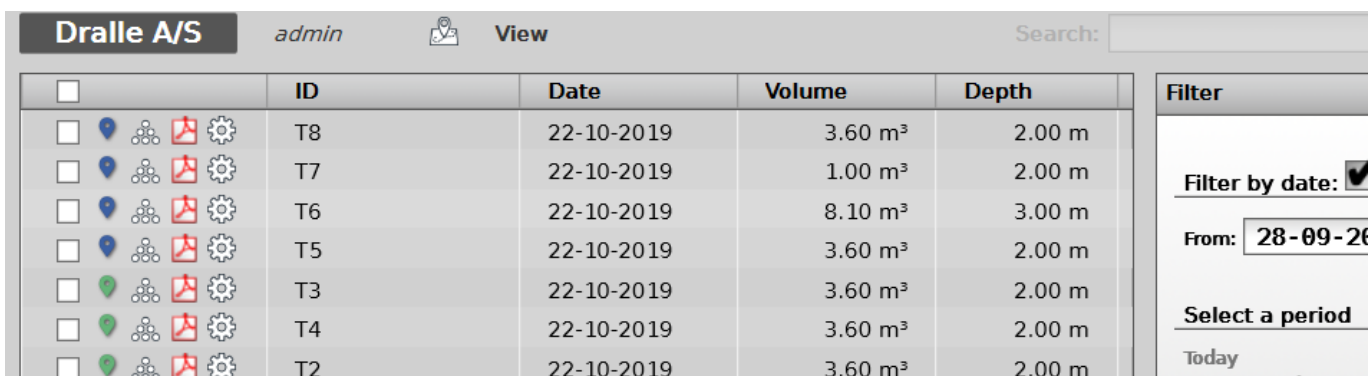 Dralle A/S admin View Search:
ID Date Volume Depth Filter
T8 22-10-2019 3.60 m³ 2.00 m
T7 22-10-2019 1.00 m³ 2.00 m
Filter by date:
T6 22-10-2019 8.10 m³ 3.00 m
From: 28-09-20
T5 22-10-2019 3.60 m³ 2.00 m
T3 22-10-2019 3.60 m³ 2.00 m
Select a period
T4 22-10-2019 3.60 m³ 2.00 m
Today
T2 22-10-2019 3.60 m³ 2.00 m